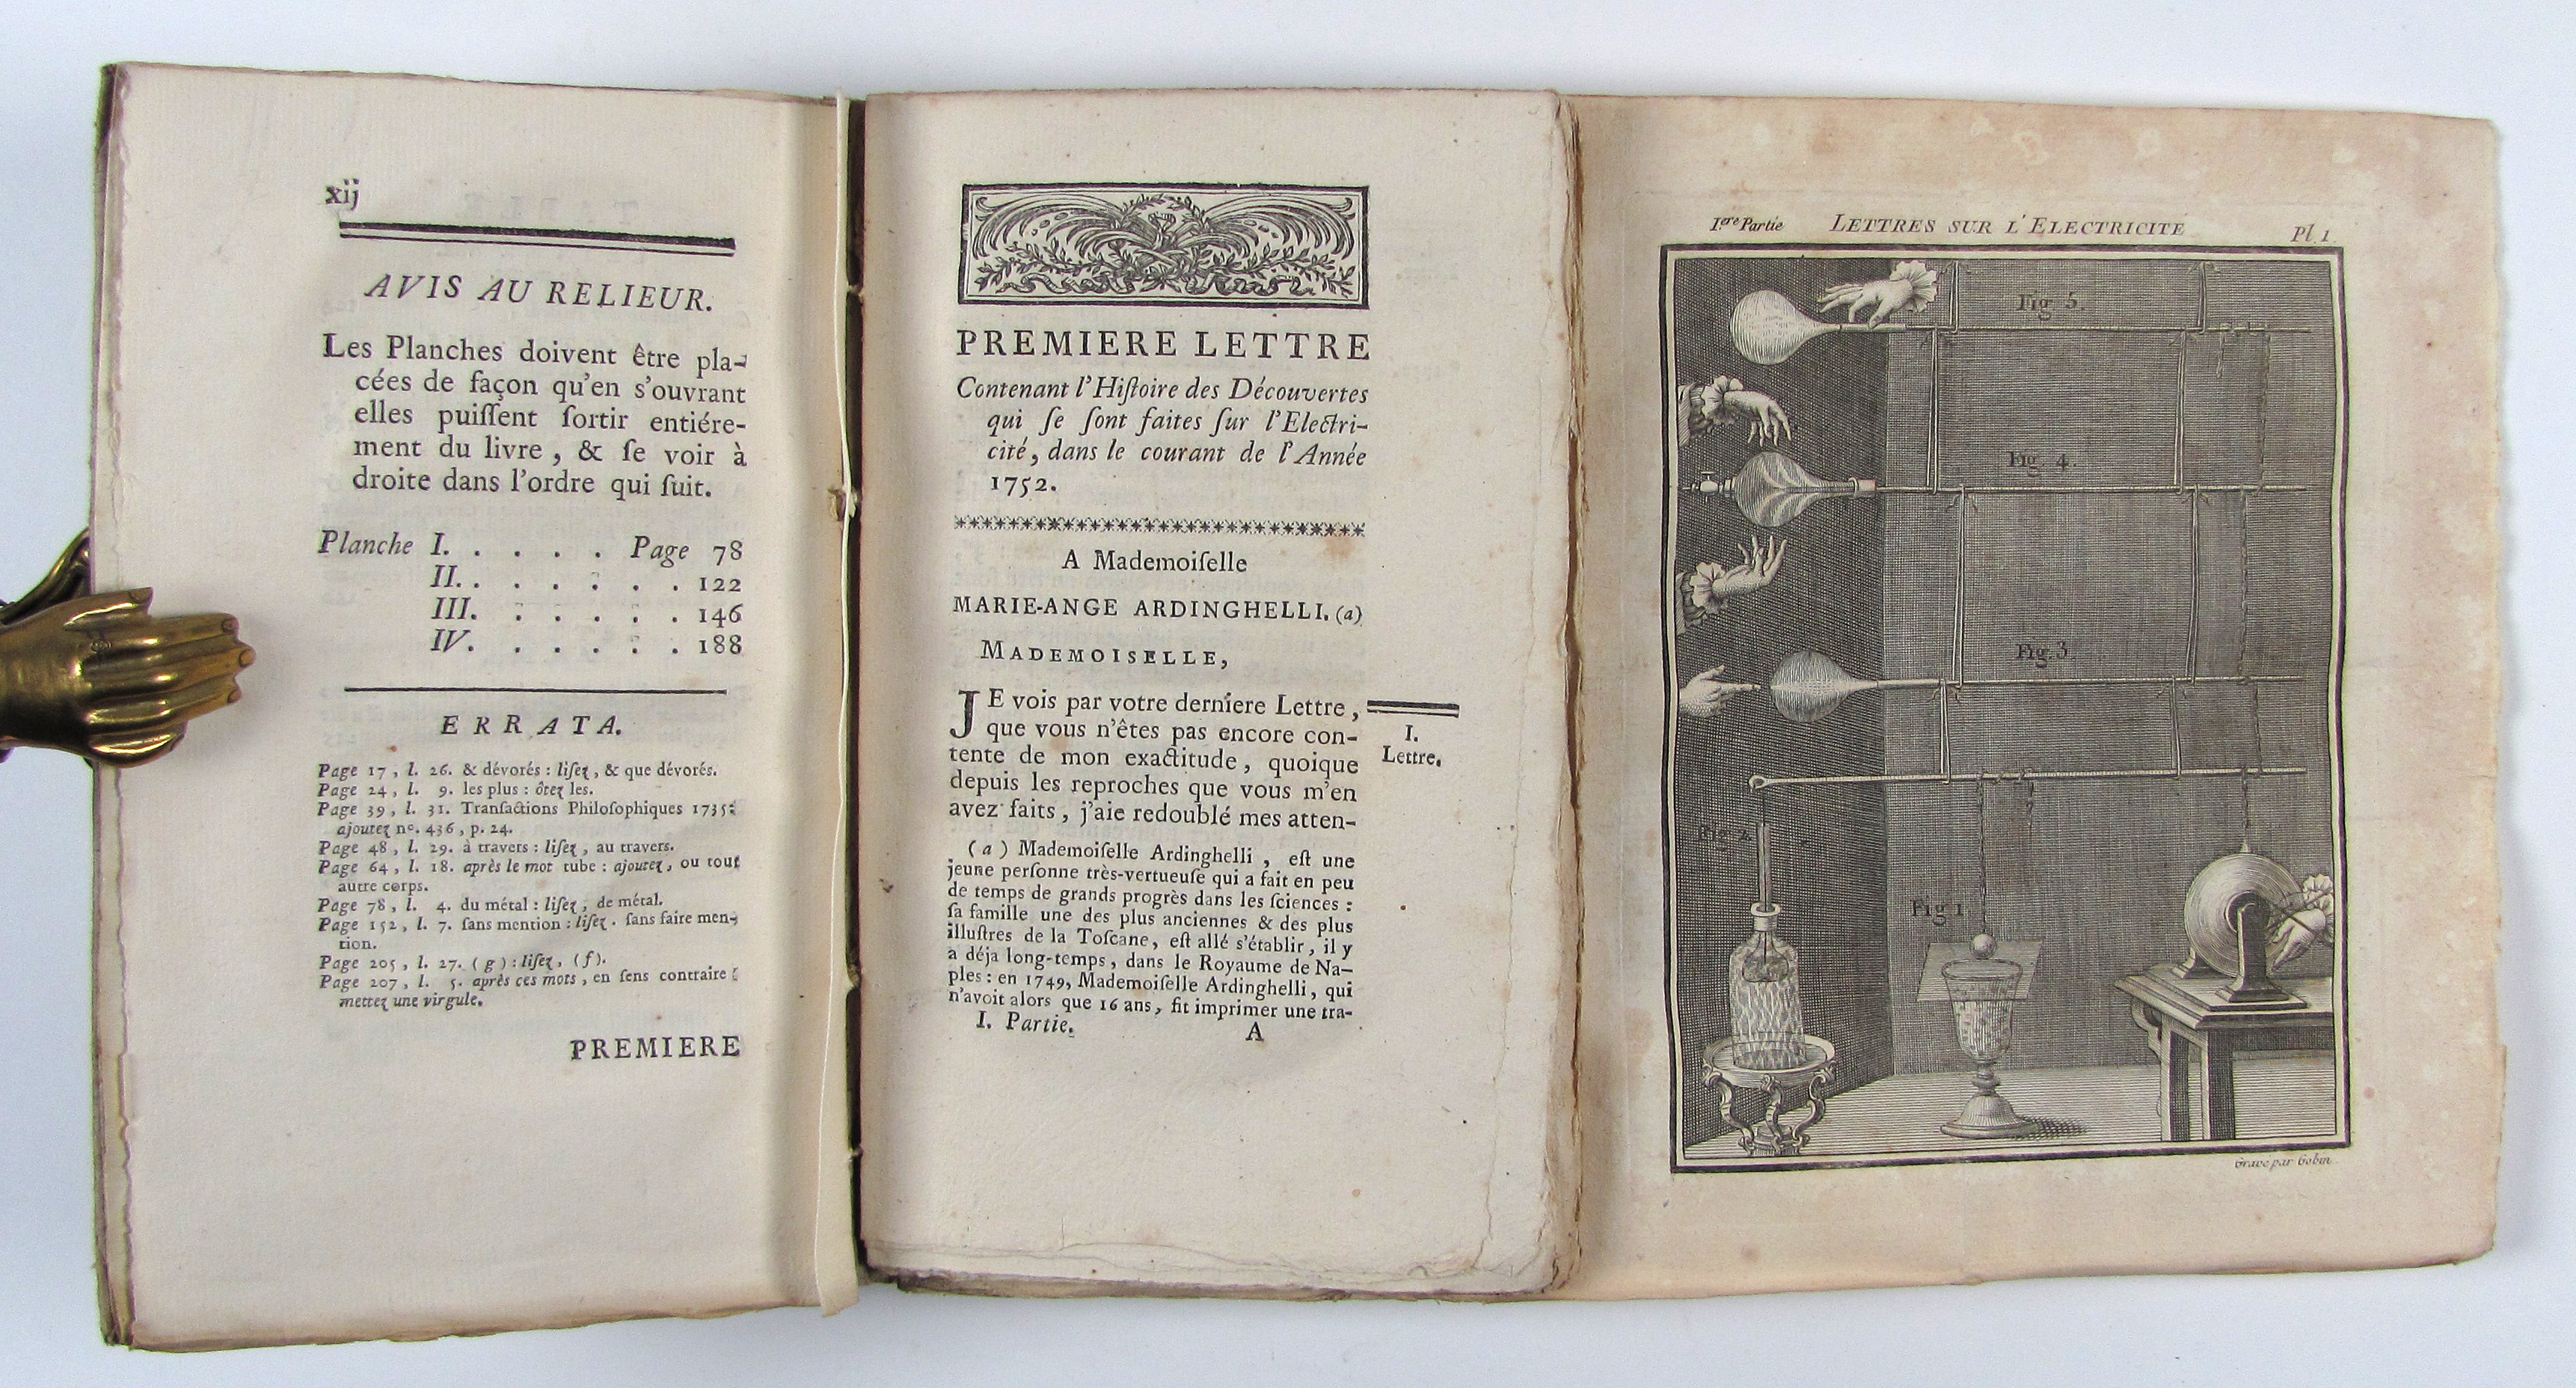 xij
AVIS AU RELIEUR.
Les Planches doivent être pla-
cées de façon qu'en s'ouvrant
elles puiſſent ſortir entiére-
ment du livre, & ſe voir à
droite dans l'ordre qui ſuit.
Planche I. . . . . Page 78
II. . . . . . . 122
III. . . . . . 146
IV. . . . . . 188
ERRATA.
Page 17, l. 26. & dévorés : liſez, & que dévorés.
Page 24, l. 9. les plus : ôtez les.
Page 39, l. 31. Tranſactions Philoſophiques 1735:
ajoutez n°. 436, p. 24.
Page 48, l. 29. à travers : liſez, au travers.
Page 64, l. 18. après le mot tube : ajoutez, ou tout
autre corps.
Page 78, l. 4. du métal : liſez, de métal.
Page 152, l. 7. ſans mention : liſez. ſans faire men-
tion.
Page 205, l. 27. (g) : liſez, (f).
Page 207, l. 5. après ces mots, en ſens contraire :
mettez une virgule.
PREMIERE
PREMIERE LETTRE
Contenant l'Hiſtoire des Découvertes
qui ſe ſont faites ſur l'Electri-
cité, dans le courant de l'Année
1752.
A Mademoiſelle
MARIE-ANGE ARDINGHELLI. (a)
MADEMOISELLE,
JE vois par votre derniere Lettre,
que vous n'êtes pas encore con-
tente de mon exactitude, quoique
depuis les reproches que vous m'en
avez faits, j'aie redoublé mes atten-
I.
Lettre.
(a) Mademoiſelle Ardinghelli, eſt une
jeune perſonne très-vertueuſe qui a fait en peu
de temps de grands progrès dans les ſciences :
ſa famille une des plus anciennes & des plus
illuſtres de la Toſcane, eſt allé s'établir, il y
a déja long-temps, dans le Royaume de Na-
ples : en 1749, Mademoiſelle Ardinghelli, qui
n'avoit alors que 16 ans, fit imprimer une tra-
I. Partie. A
I.ere Partie LETTRES SUR L'ELECTRICITÉ Pl. 1.
Fig 5.
Fig 4.
Fig. 3
Fig 2
Fig 1
Gravé par Gobin